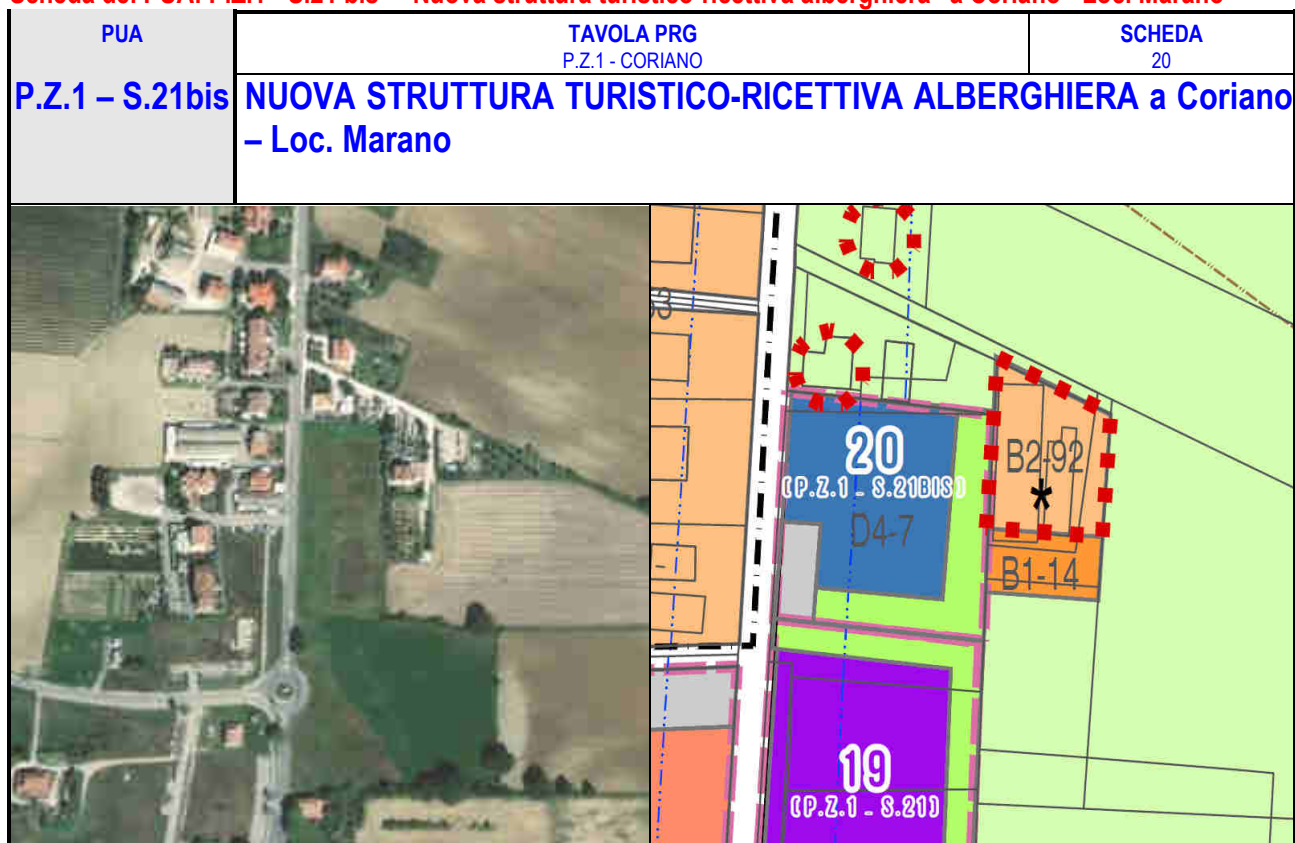 PUA
TAVOLA PRG
SCHEDA
P.Z.1 - CORIANO
20
P.Z.1 – S.21bis
NUOVA STRUTTURA TURISTICO-RICETTIVA ALBERGHIERA a Coriano
– Loc. Marano
20
(P.Z.1 - S.21BIS)
D4-7
B2-92
*
B1-14
19
(P.Z.1 - S.21)